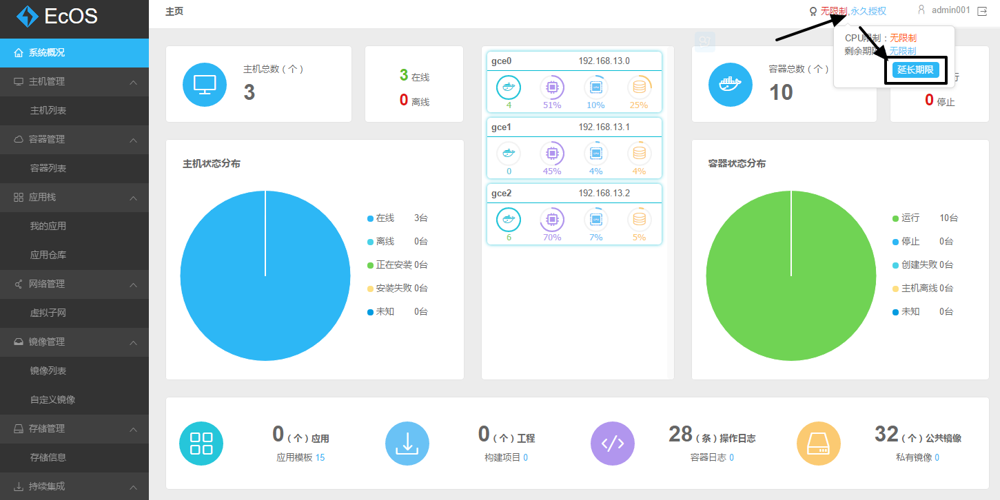 EcOS
系统概况
主机管理
主机列表
容器管理
容器列表
应用栈
我的应用
应用仓库
网络管理
虚拟子网
镜像管理
镜像列表
自定义镜像
存储管理
存储信息
持续集成
主页
无限制,永久授权
admin001
CPU限制：无限制
剩余期 无限制
延长期限
主机总数（个）
3
3 在线
0 离线
gce0 192.168.13.0
4 51% 10% 25%
gce1 192.168.13.1
0 45% 4% 4%
gce2 192.168.13.2
6 70% 7% 5%
容器总数（个）
10
行
0 停止
主机状态分布
在线 3台
离线 0台
正在安装 0台
安装失败 0台
未知 0台
容器状态分布
运行 10台
停止 0台
创建失败 0台
主机离线 0台
未知 0台
0（个）应用
应用模板 15
0（个）工程
构建项目 0
28（条）操作日志
容器日志 0
32（个）公共镜像
私有镜像 0